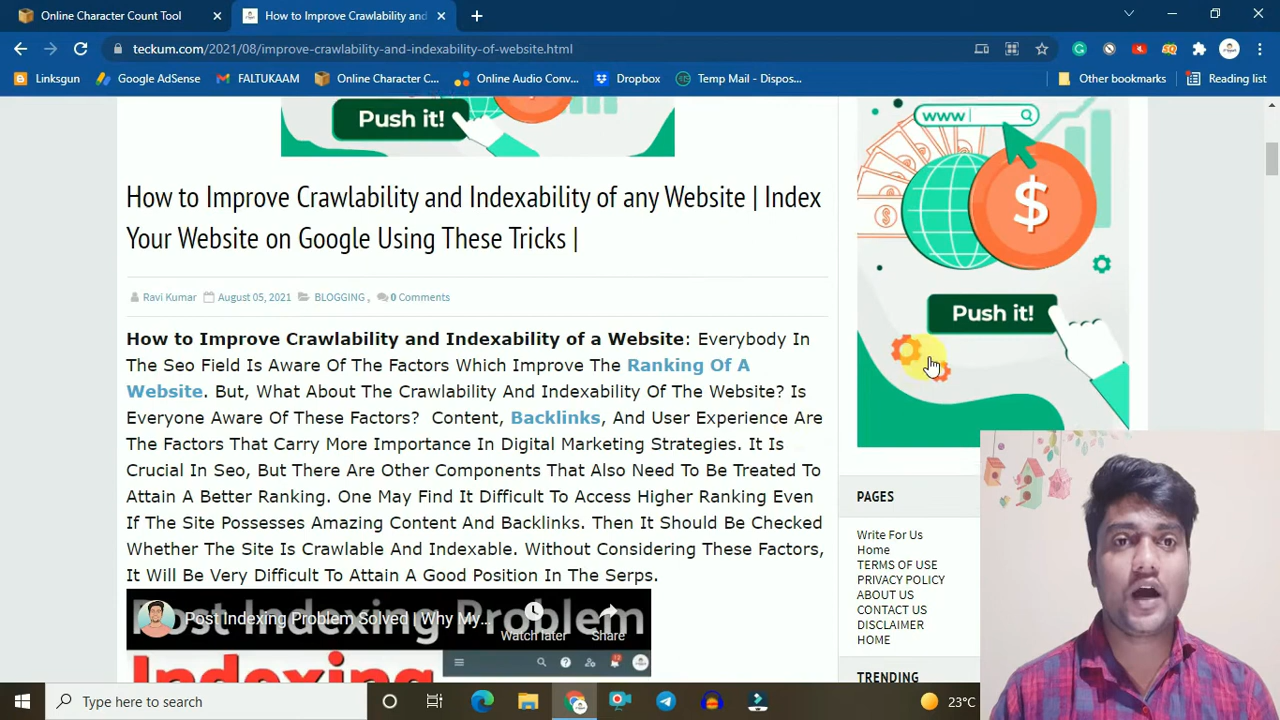 Online Character Count Tool
How to Improve Crawlability and
teckum.com/2021/08/improve-crawlability-and-indexability-of-website.html
Linksgun
Google AdSense
FALTUKAAM
Online Character C...
Online Audio Conv...
Dropbox
Temp Mail - Dispos...
Other bookmarks
Reading list
Push it!
www
$
Push it!
How to Improve Crawlability and Indexability of any Website | Index
Your Website on Google Using These Tricks |
Ravi Kumar August 05, 2021 BLOGGING , 0 Comments
How to Improve Crawlability and Indexability of a Website: Everybody In
The Seo Field Is Aware Of The Factors Which Improve The Ranking Of A
Website. But, What About The Crawlability And Indexability Of The Website? Is
Everyone Aware Of These Factors? Content, Backlinks, And User Experience Are
The Factors That Carry More Importance In Digital Marketing Strategies. It Is
Crucial In Seo, But There Are Other Components That Also Need To Be Treated To
Attain A Better Ranking. One May Find It Difficult To Access Higher Ranking Even
If The Site Possesses Amazing Content And Backlinks. Then It Should Be Checked
Whether The Site Is Crawlable And Indexable. Without Considering These Factors,
It Will Be Very Difficult To Attain A Good Position In The Serps.
Post Indexing Problem
Post Indexing Problem Solved | Why My...
Watch later
Share
Indexing
PAGES
Write For Us
Home
TERMS OF USE
PRIVACY POLICY
ABOUT US
CONTACT US
DISCLAIMER
HOME
TRENDING
Type here to search
23°C